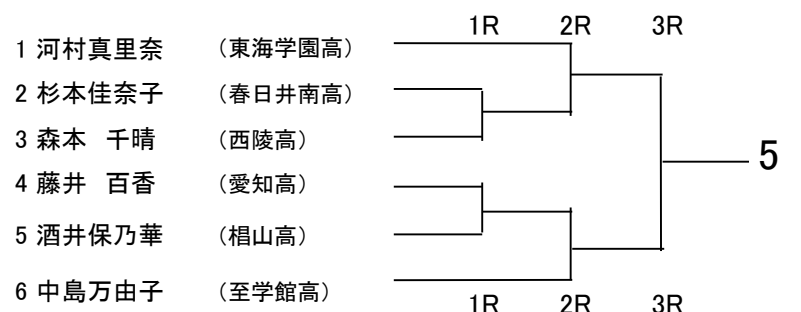 1R 2R 3R
1 河村真里奈 （東海学園高）
2 杉本佳奈子 （春日井南高）
3 森本　千晴 （西陵高）
4 藤井　百香 （愛知高）
5
5 酒井保乃華 （椙山高）
6 中島万由子 （至学館高）
1R 2R 3R